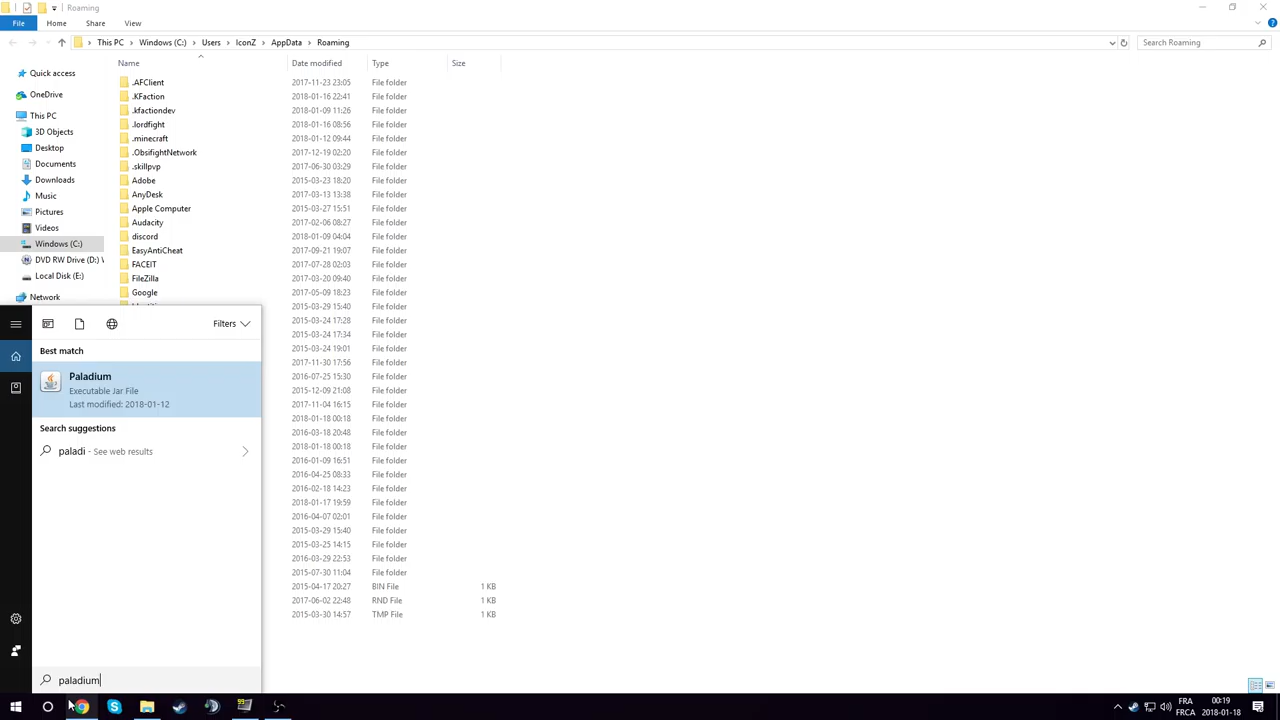 Roaming
File Home Share View
This PC Windows (C:) Users IconZ AppData Roaming Search Roaming
Name Date modified Type Size
Quick access
OneDrive
This PC
3D Objects
Desktop
Documents
Downloads
Music
Pictures
Videos
Windows (C:)
DVD RW Drive (D:)
Local Disk (E:)
Network
.AFClient 2017-11-23 23:05 File folder
.KFaction 2018-01-16 22:41 File folder
.kfactiondev 2018-01-09 11:26 File folder
.lordfight 2018-01-16 08:56 File folder
.minecraft 2018-01-12 09:44 File folder
.ObsifightNetwork 2017-12-19 02:20 File folder
.skillpvp 2017-06-30 03:29 File folder
Adobe 2015-03-23 18:20 File folder
AnyDesk 2017-03-13 13:38 File folder
Apple Computer 2015-03-27 15:51 File folder
Audacity 2017-02-06 08:27 File folder
discord 2018-01-09 04:04 File folder
EasyAntiCheat 2017-09-21 19:07 File folder
FACEIT 2017-07-28 02:03 File folder
FileZilla 2017-03-20 09:40 File folder
Google 2017-05-09 18:23 File folder
2015-03-29 15:40 File folder
2015-03-24 17:28 File folder
2015-03-24 17:34 File folder
2015-03-24 19:01 File folder
2017-11-30 17:56 File folder
2016-07-25 15:30 File folder
2015-12-09 21:08 File folder
2017-11-04 16:15 File folder
2018-01-18 00:18 File folder
2016-03-18 20:48 File folder
2018-01-18 00:18 File folder
2016-01-09 16:51 File folder
2016-04-25 08:33 File folder
2016-02-18 14:23 File folder
2018-01-17 19:59 File folder
2016-04-07 02:01 File folder
2015-03-29 15:40 File folder
2015-03-25 14:15 File folder
2016-03-29 22:53 File folder
2015-07-30 11:04 File folder
2015-04-17 20:27 BIN File 1 KB
2017-06-02 22:48 RND File 1 KB
2015-03-30 14:57 TMP File 1 KB
Filters
Best match
Paladium
Executable Jar File
Last modified: 2018-01-12
Search suggestions
paladi - See web results
paladium
99
FRA 00:19
FRCA 2018-01-18